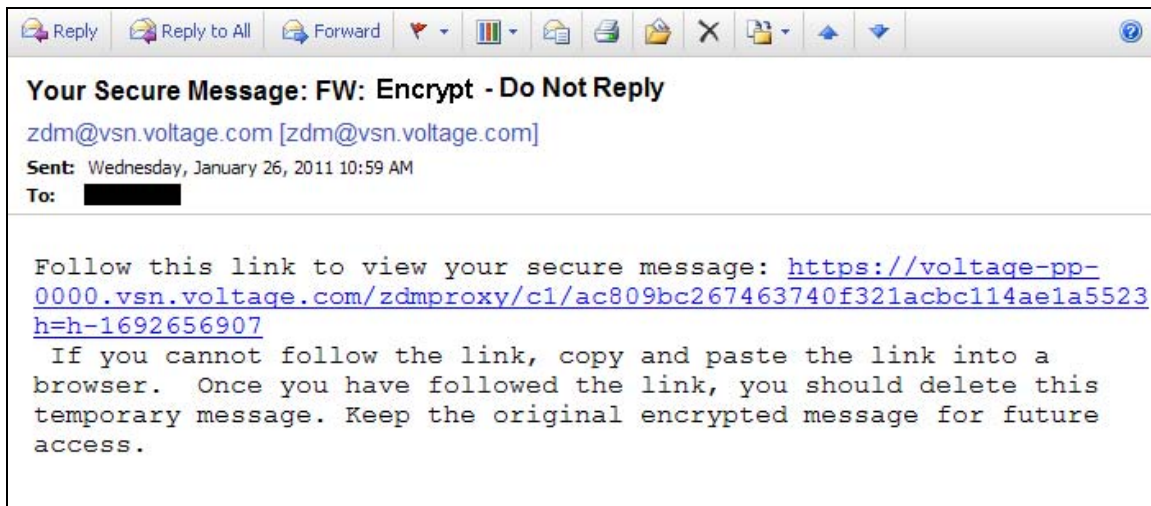 Reply Reply to All Forward
Your Secure Message: FW: Encrypt - Do Not Reply
zdm@vsn.voltage.com [zdm@vsn.voltage.com]
Sent: Wednesday, January 26, 2011 10:59 AM
To:
Follow this link to view your secure message: https://voltage-pp-
0000.vsn.voltage.com/zdmproxy/c1/ac809bc267463740f321acbc114ae1a5523
h=h-1692656907
If you cannot follow the link, copy and paste the link into a
browser. Once you have followed the link, you should delete this
temporary message. Keep the original encrypted message for future
access.